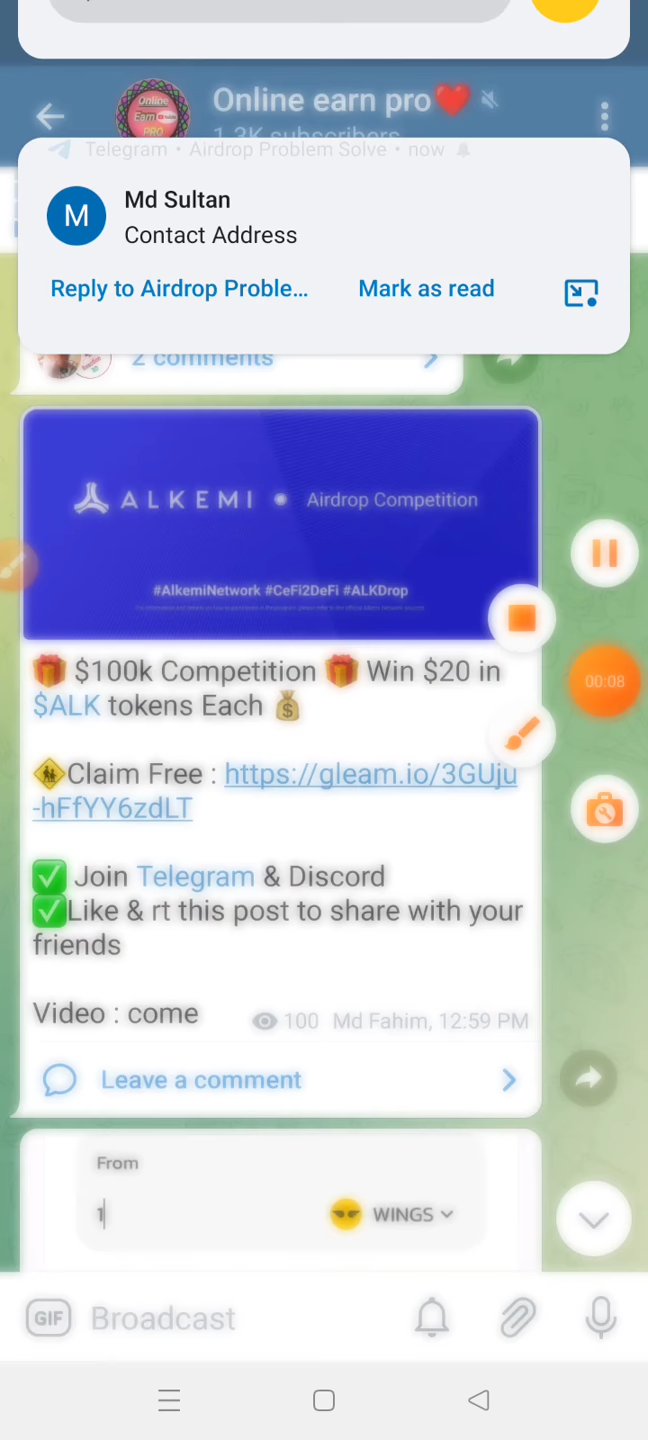 Online earn pro❤️
1.3K subscribers
Telegram • Airdrop Problem Solve • now
M
Md Sultan
Contact Address
Reply to Airdrop Proble...
Mark as read
2 comments
ALKEMI
Airdrop Competition
#AlkemiNetwork #CeFi2DeFi #ALKDrop
🎁 $100k Competition 🎁 Win $20 in
$ALK tokens Each 💰
🚸Claim Free : https://gleam.io/3GUju
-hFfYY6zdLT
✅ Join Telegram & Discord
✅Like & rt this post to share with your
friends
Video : come
100 Md Fahim, 12:59 PM
Leave a comment
00:08
From
1
WINGS
GIF
Broadcast